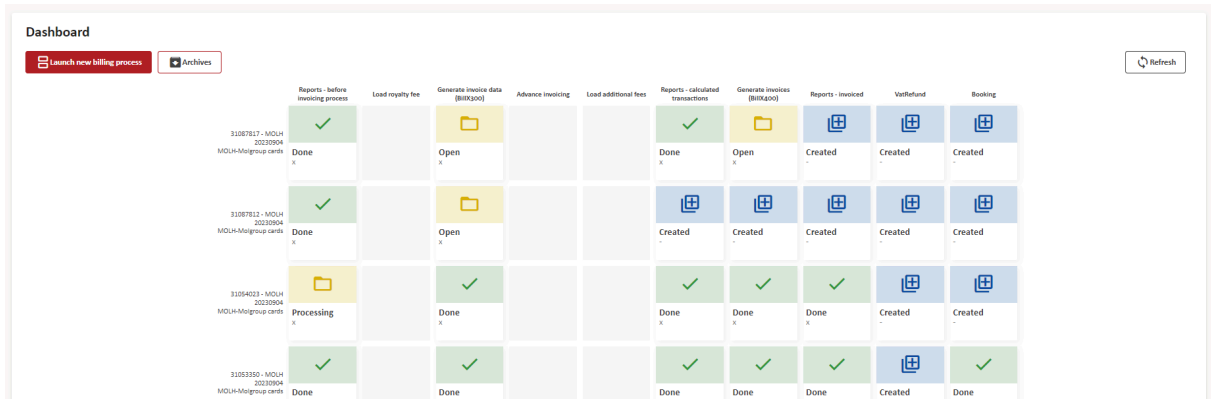 Dashboard
Launch new billing process
Archives
Refresh
Reports - before
invoicing process
Load royalty fee
Generate invoice data
(BillX300)
Advance invoicing
Load additional fees
Reports - calculated
transactions
Generate invoices
(BillX400)
Reports - invoiced
VatRefund
Booking
31087817 - MOLH
20230904
MOLH-Molgroup cards
Done
x
Open
x
Done
x
Open
x
Created
-
Created
-
Created
-
31087812 - MOLH
20230904
MOLH-Molgroup cards
Done
x
Open
x
Created
-
Created
-
Created
-
Created
-
Created
-
31054023 - MOLH
20230904
MOLH-Molgroup cards
Processing
x
Done
x
Done
x
Done
x
Done
x
Created
-
Created
-
31053350 - MOLH
20230904
MOLH-Molgroup cards
Done
Done
Done
Done
Done
Created
Done